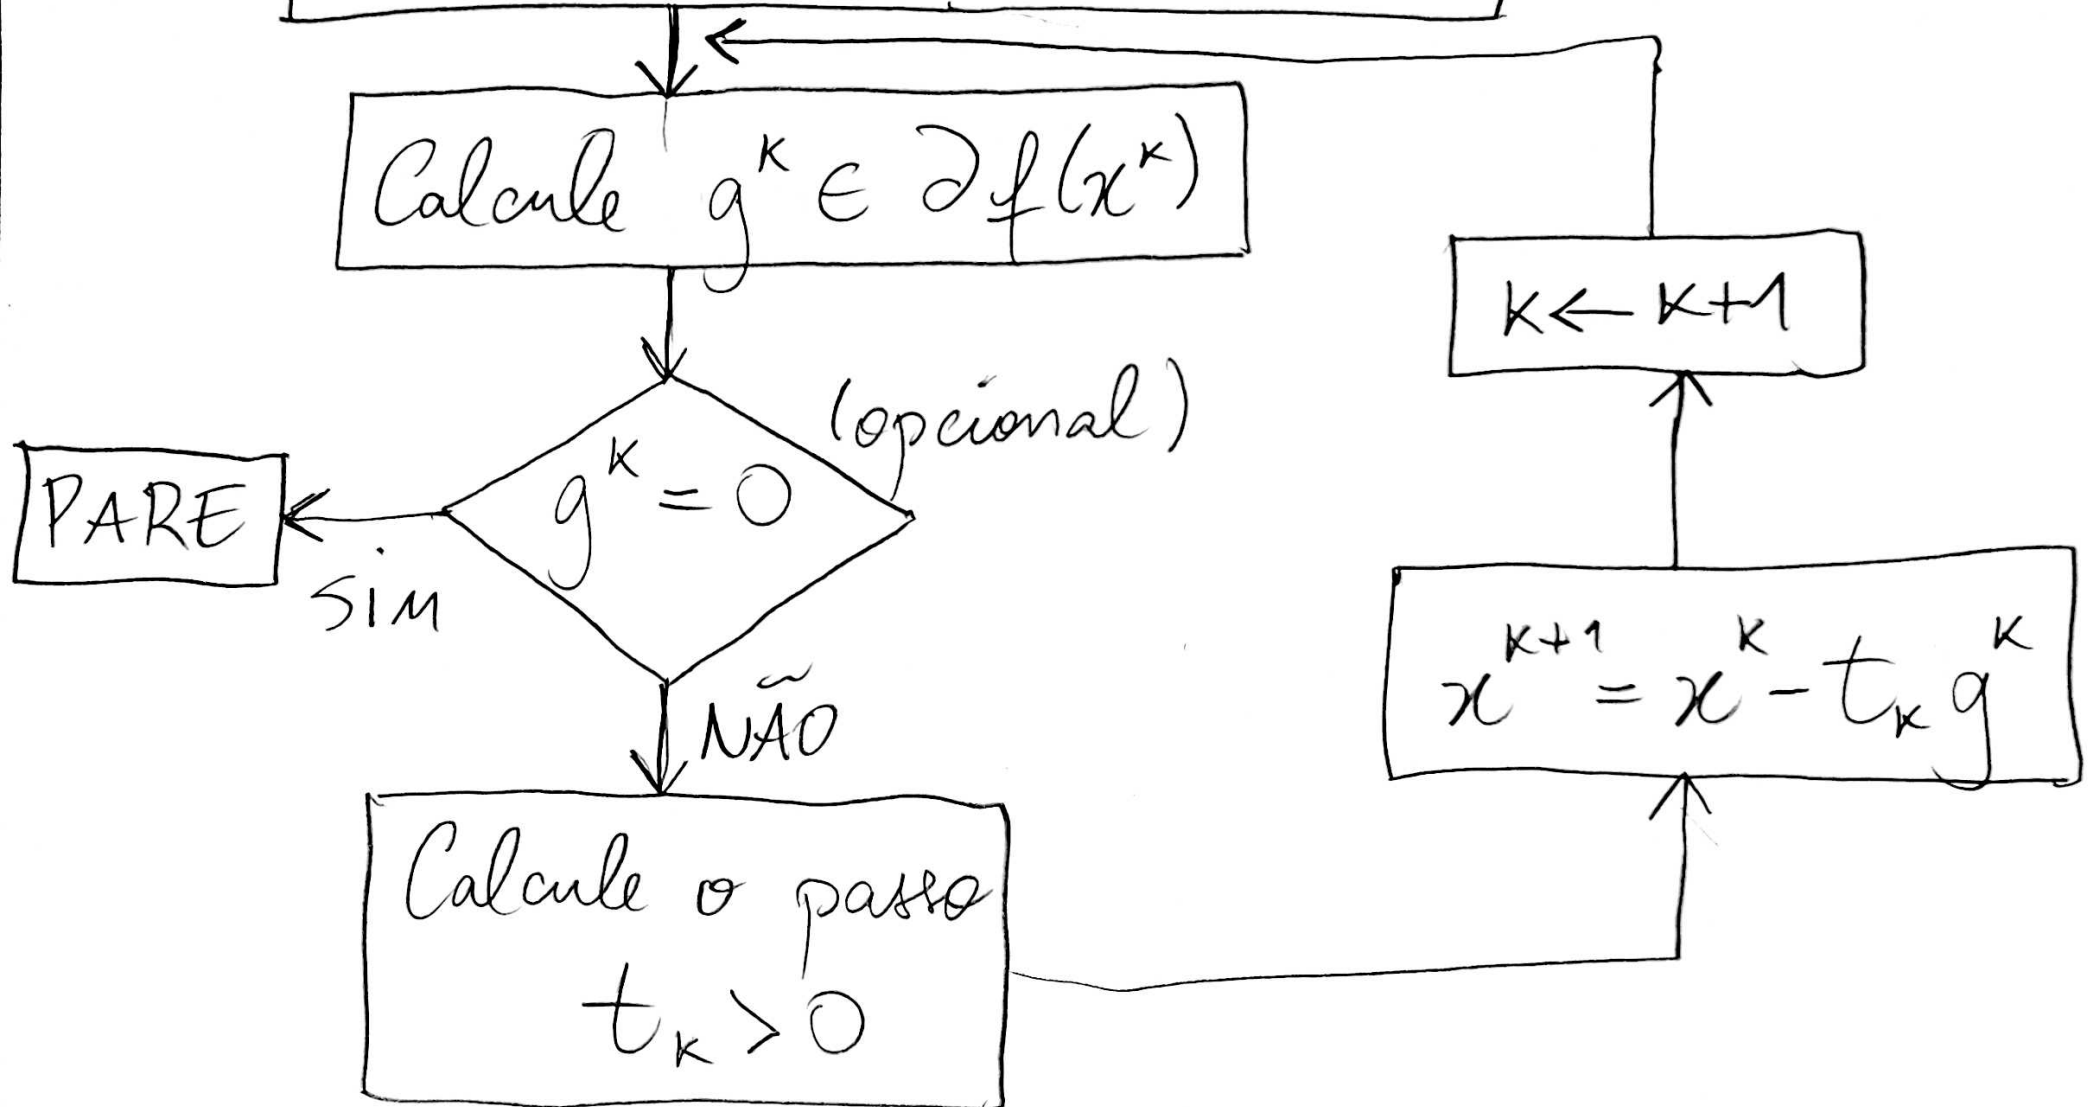 Calcule g^k ∈ ∂f(x^k)
(opcional)
g^k = 0
PARE
SIM
NÃO
Calcule o passo
t_k > 0
x^{k+1} = x^k - t_k g^k
k ← k+1